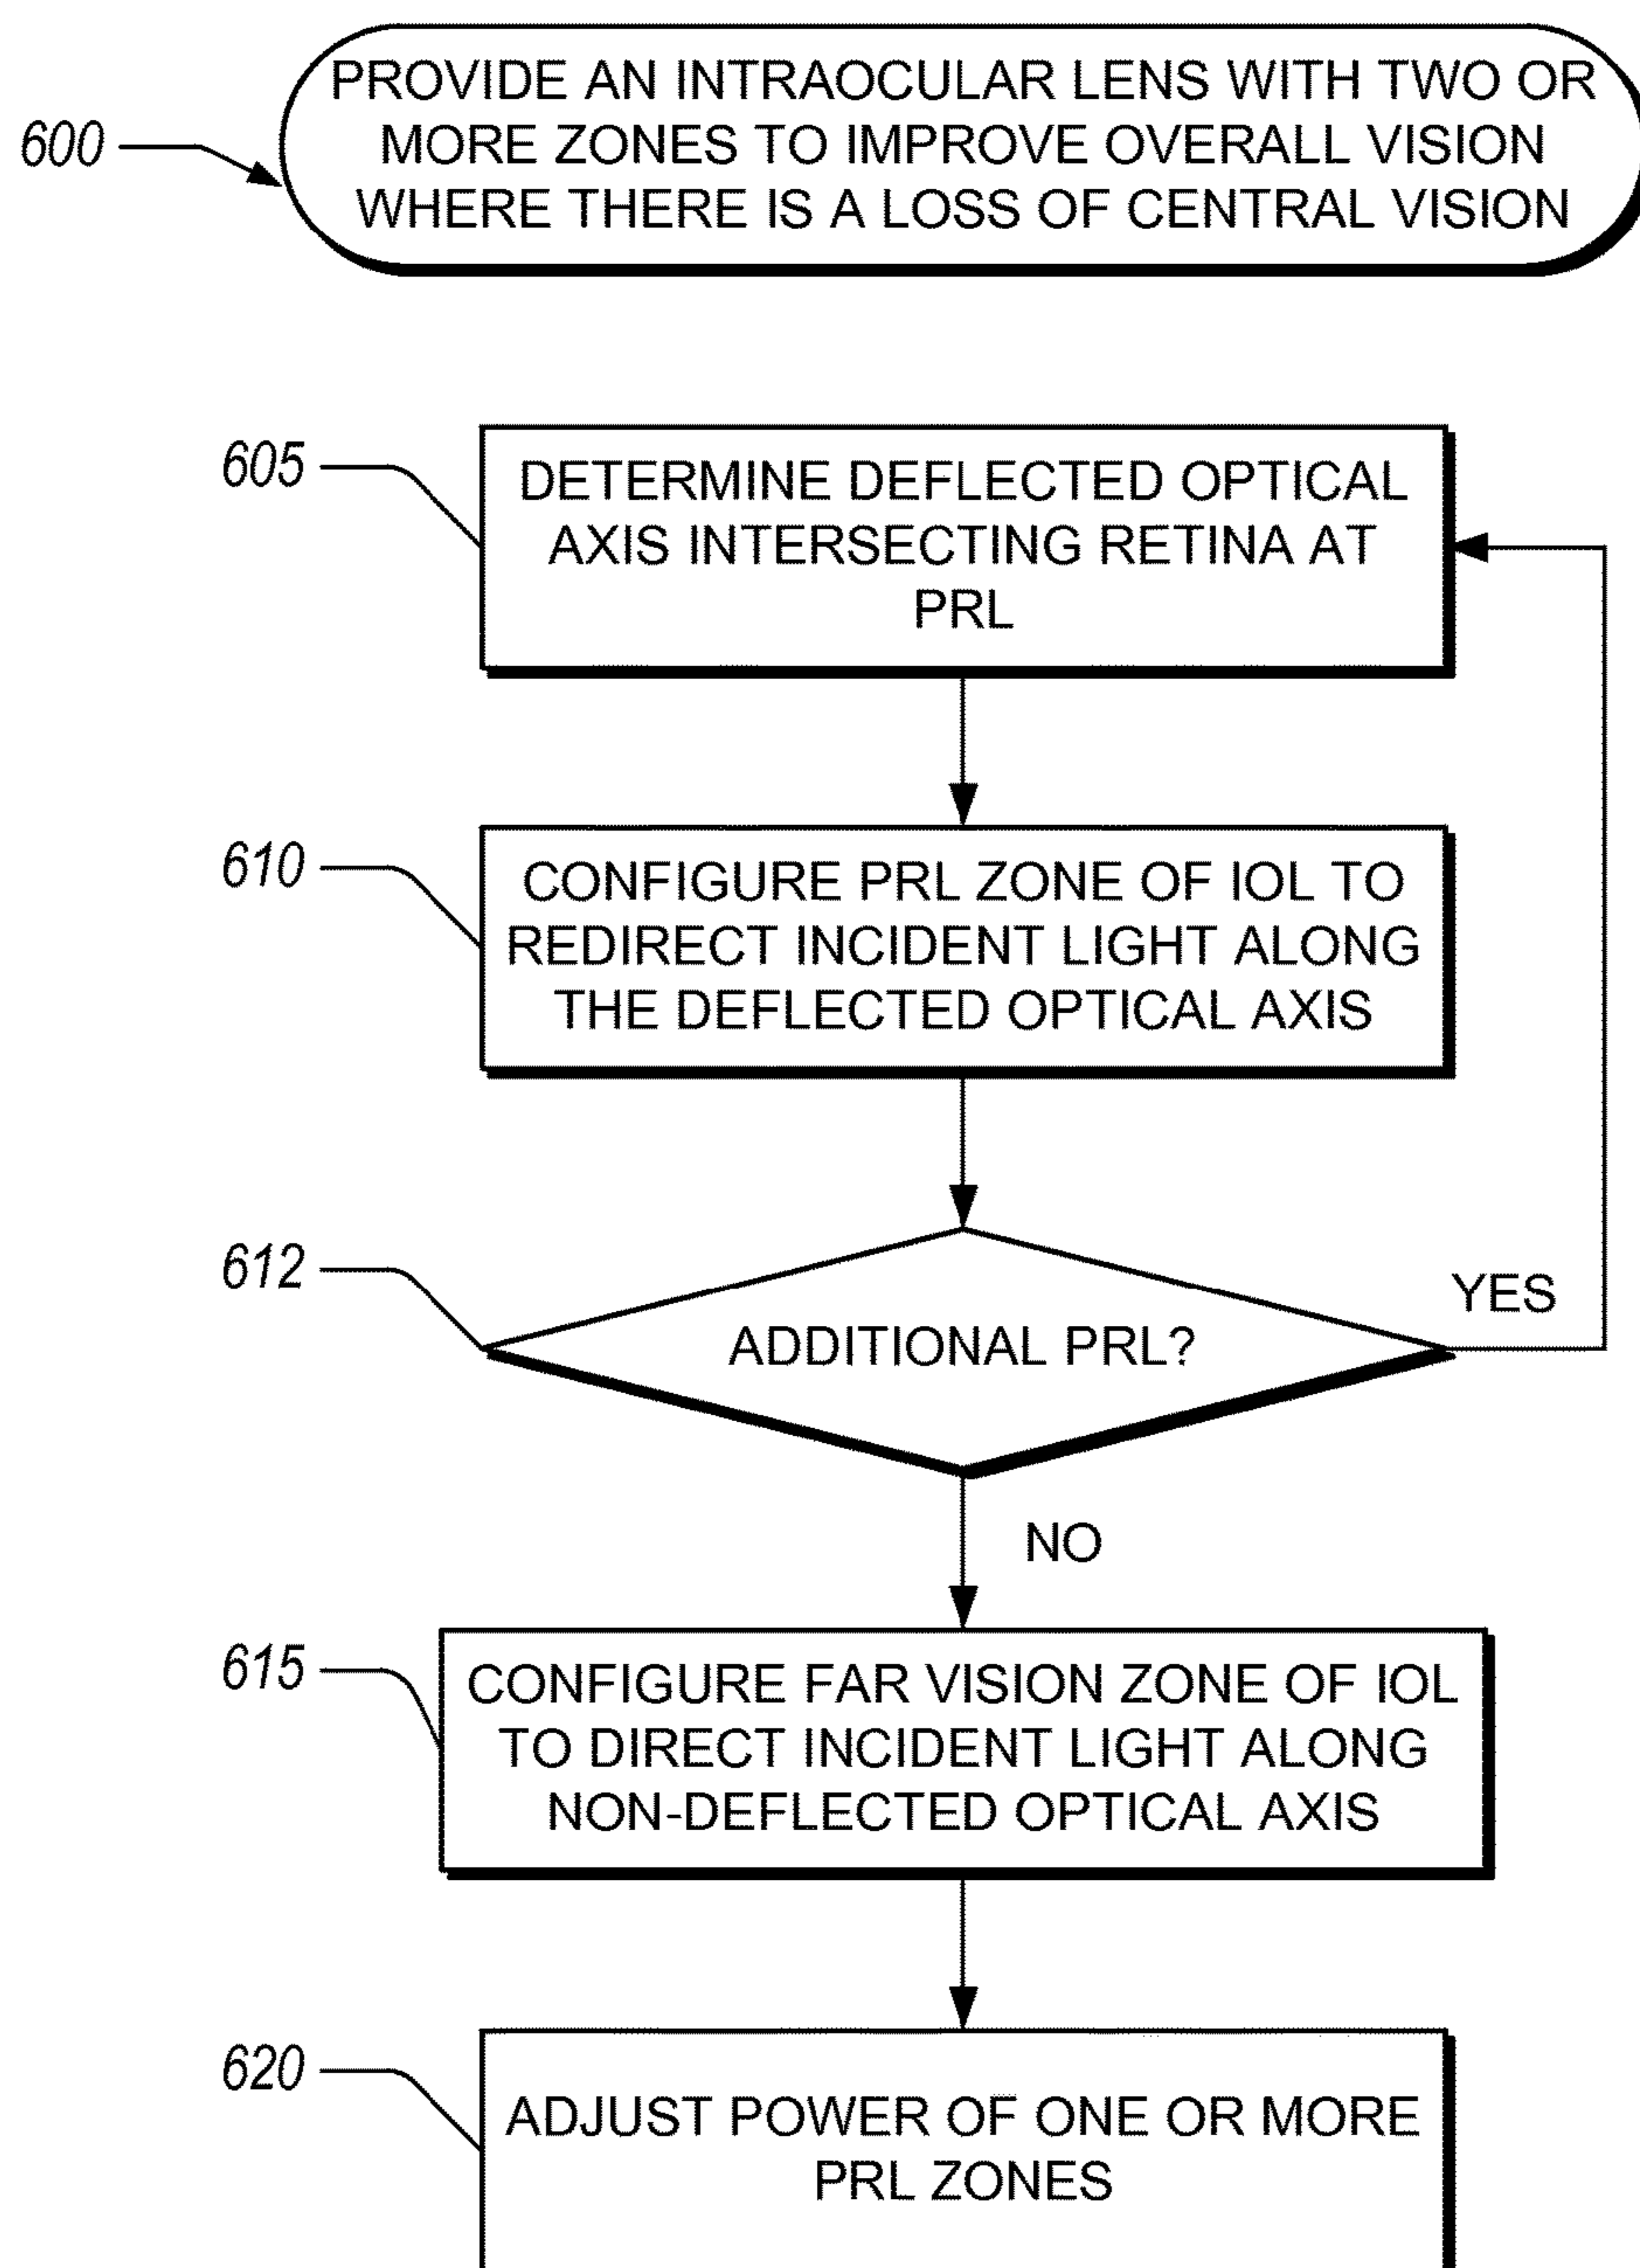 600
PROVIDE AN INTRAOCULAR LENS WITH TWO OR
MORE ZONES TO IMPROVE OVERALL VISION
WHERE THERE IS A LOSS OF CENTRAL VISION
605
DETERMINE DEFLECTED OPTICAL
AXIS INTERSECTING RETINA AT
PRL
610
CONFIGURE PRL ZONE OF IOL TO
REDIRECT INCIDENT LIGHT ALONG
THE DEFLECTED OPTICAL AXIS
612
ADDITIONAL PRL?
YES
NO
615
CONFIGURE FAR VISION ZONE OF IOL
TO DIRECT INCIDENT LIGHT ALONG
NON-DEFLECTED OPTICAL AXIS
620
ADJUST POWER OF ONE OR MORE
PRL ZONES